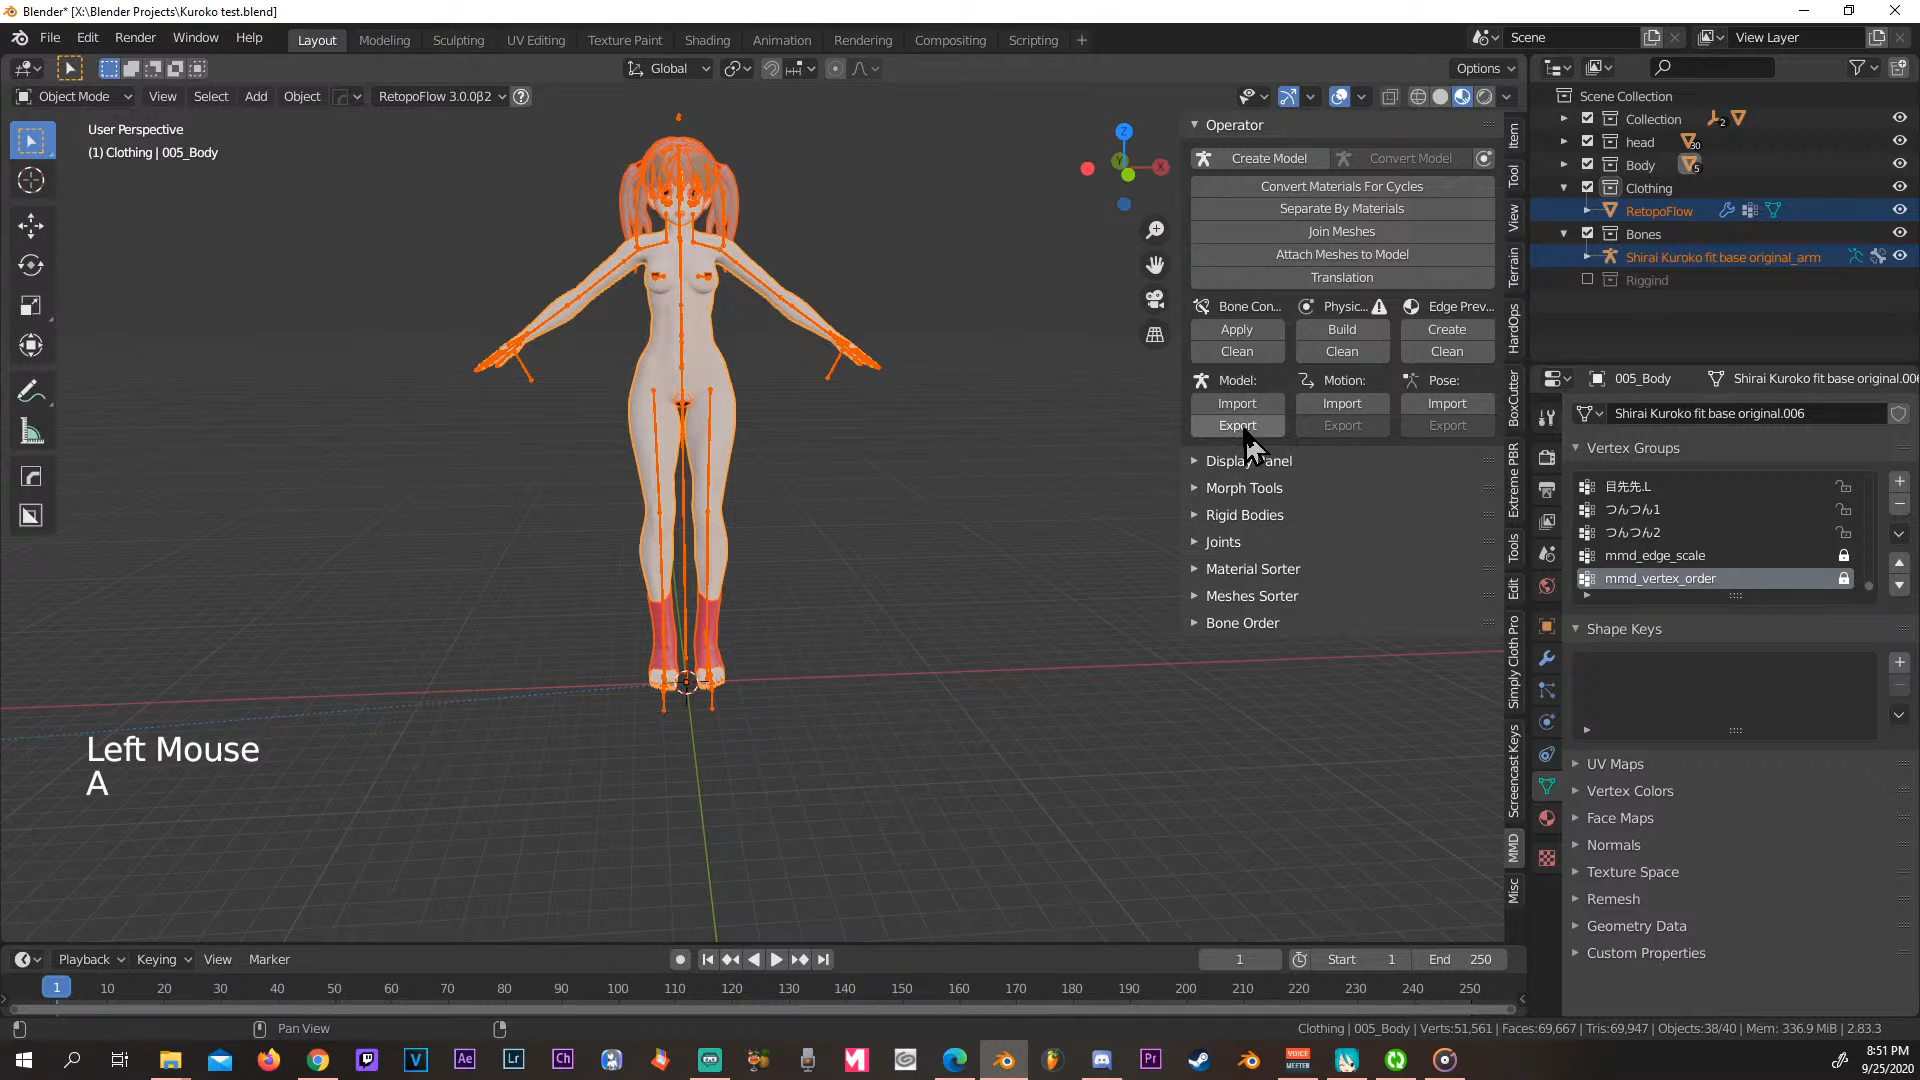 Blender* [X:\Blender Projects\Kuroko test.blend]
File Edit Render Window Help Layout Modeling Sculpting UV Editing Texture Paint Shading Animation Rendering Compositing Scripting + Scene View Layer
Global Options
Object Mode View Select Add Object RetopoFlow 3.0.0β2 ?
User Perspective
(1) Clothing | 005_Body
Z
Y
X
Operator
Create Model Convert Model
Convert Materials For Cycles
Separate By Materials
Join Meshes
Attach Meshes to Model
Translation
Bone Con... Physic... Edge Prev...
Apply Build Create
Clean Clean Clean
Model: Motion: Pose:
Import Import Import
Export Export Export
Display Panel
Morph Tools
Rigid Bodies
Joints
Material Sorter
Meshes Sorter
Bone Order
Item
Tool
View
Terrain
HardOps
BoxCutter
Extreme PBR
Tools
Edit
Simply Cloth Pro
Screencast Keys
MMD
Misc
Scene Collection
Collection 2
head 30
Body 5
Clothing
RetopoFlow
Bones
Shirai Kuroko fit base original_arm
Riggind
005_Body Shirai Kuroko fit base original.006
Shirai Kuroko fit base original.006
Vertex Groups
目先先.L
つんつん1
つんつん2
mmd_edge_scale
mmd_vertex_order
Shape Keys
UV Maps
Vertex Colors
Face Maps
Normals
Texture Space
Remesh
Geometry Data
Custom Properties
Left Mouse
A
Playback Keying View Marker 1 Start 1 End 250
1 10 20 30 40 50 60 70 80 90 100 110 120 130 140 150 160 170 180 190 200 210 220 230 240 250
Pan View Clothing | 005_Body | Verts:51,561 | Faces:69,667 | Tris:69,947 | Objects:38/40 | Mem: 336.9 MiB | 2.83.3
V Ae Lr Ch M Pr VOICE MEETER
8:51 PM
9/25/2020